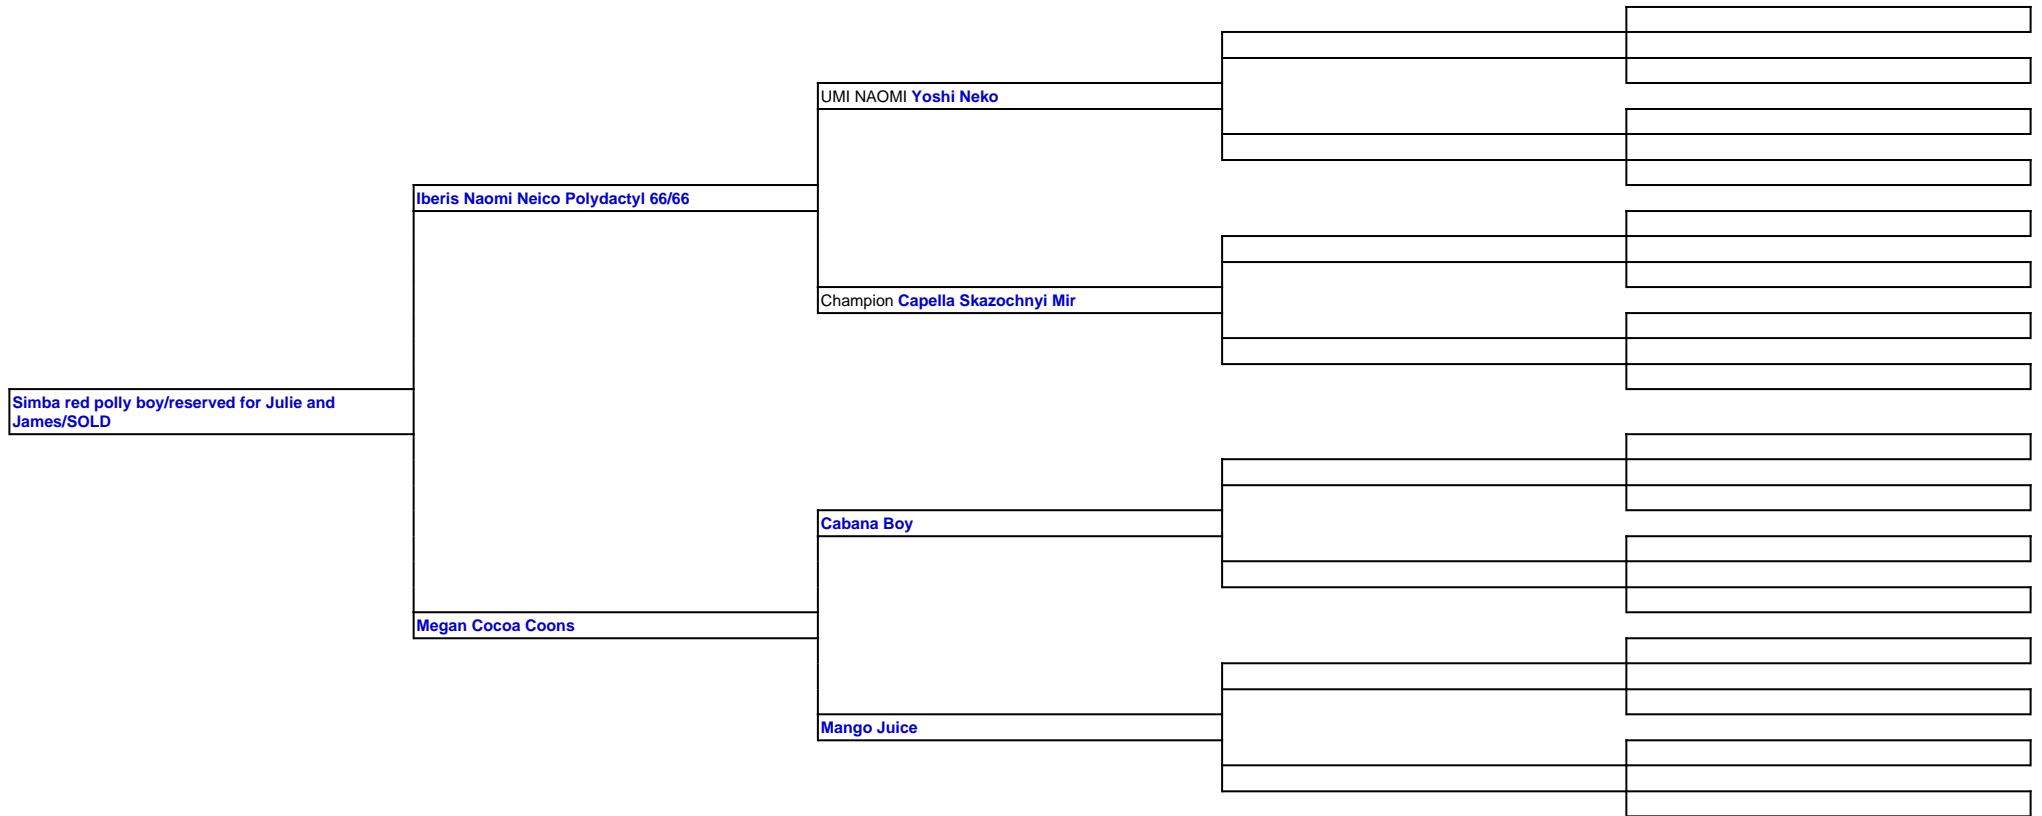 UMI NAOMI Yoshi Neko
Iberis Naomi Neico Polydactyl 66/66
Champion Capella Skazochnyi Mir
Simba red polly boy/reserved for Julie and
James/SOLD
Cabana Boy
Megan Cocoa Coons
Mango Juice